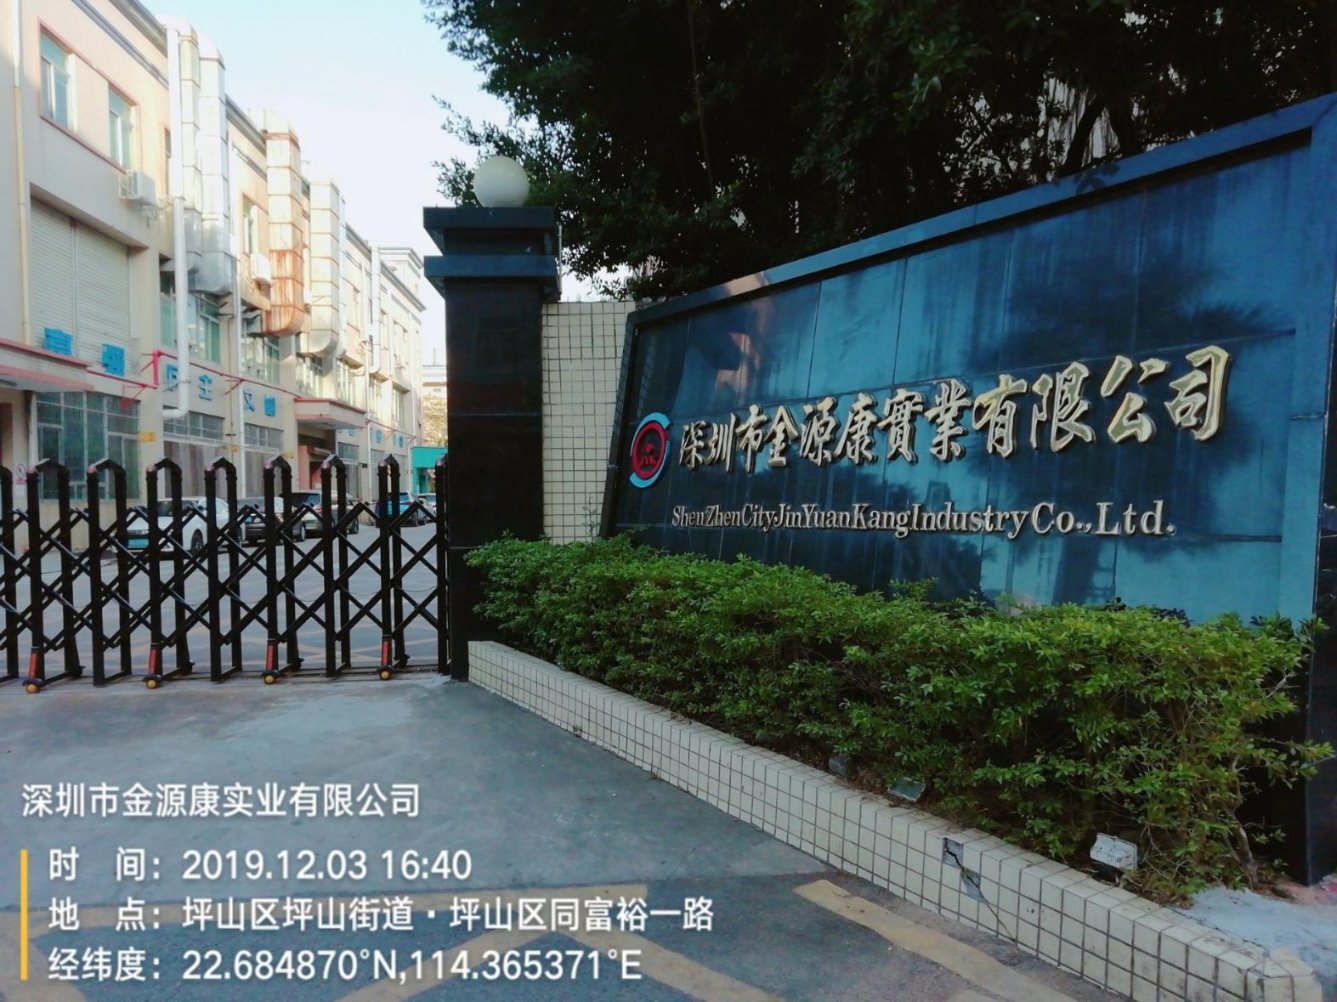 深圳市金源康實業有限公司
ShenZhenCityJinYuanKangIndustryCo.,Ltd.
JYK
深圳市金源康实业有限公司
时 间：2019.12.03 16:40
地 点：坪山区坪山街道·坪山区同富裕一路
经纬度：22.684870°N,114.365371°E